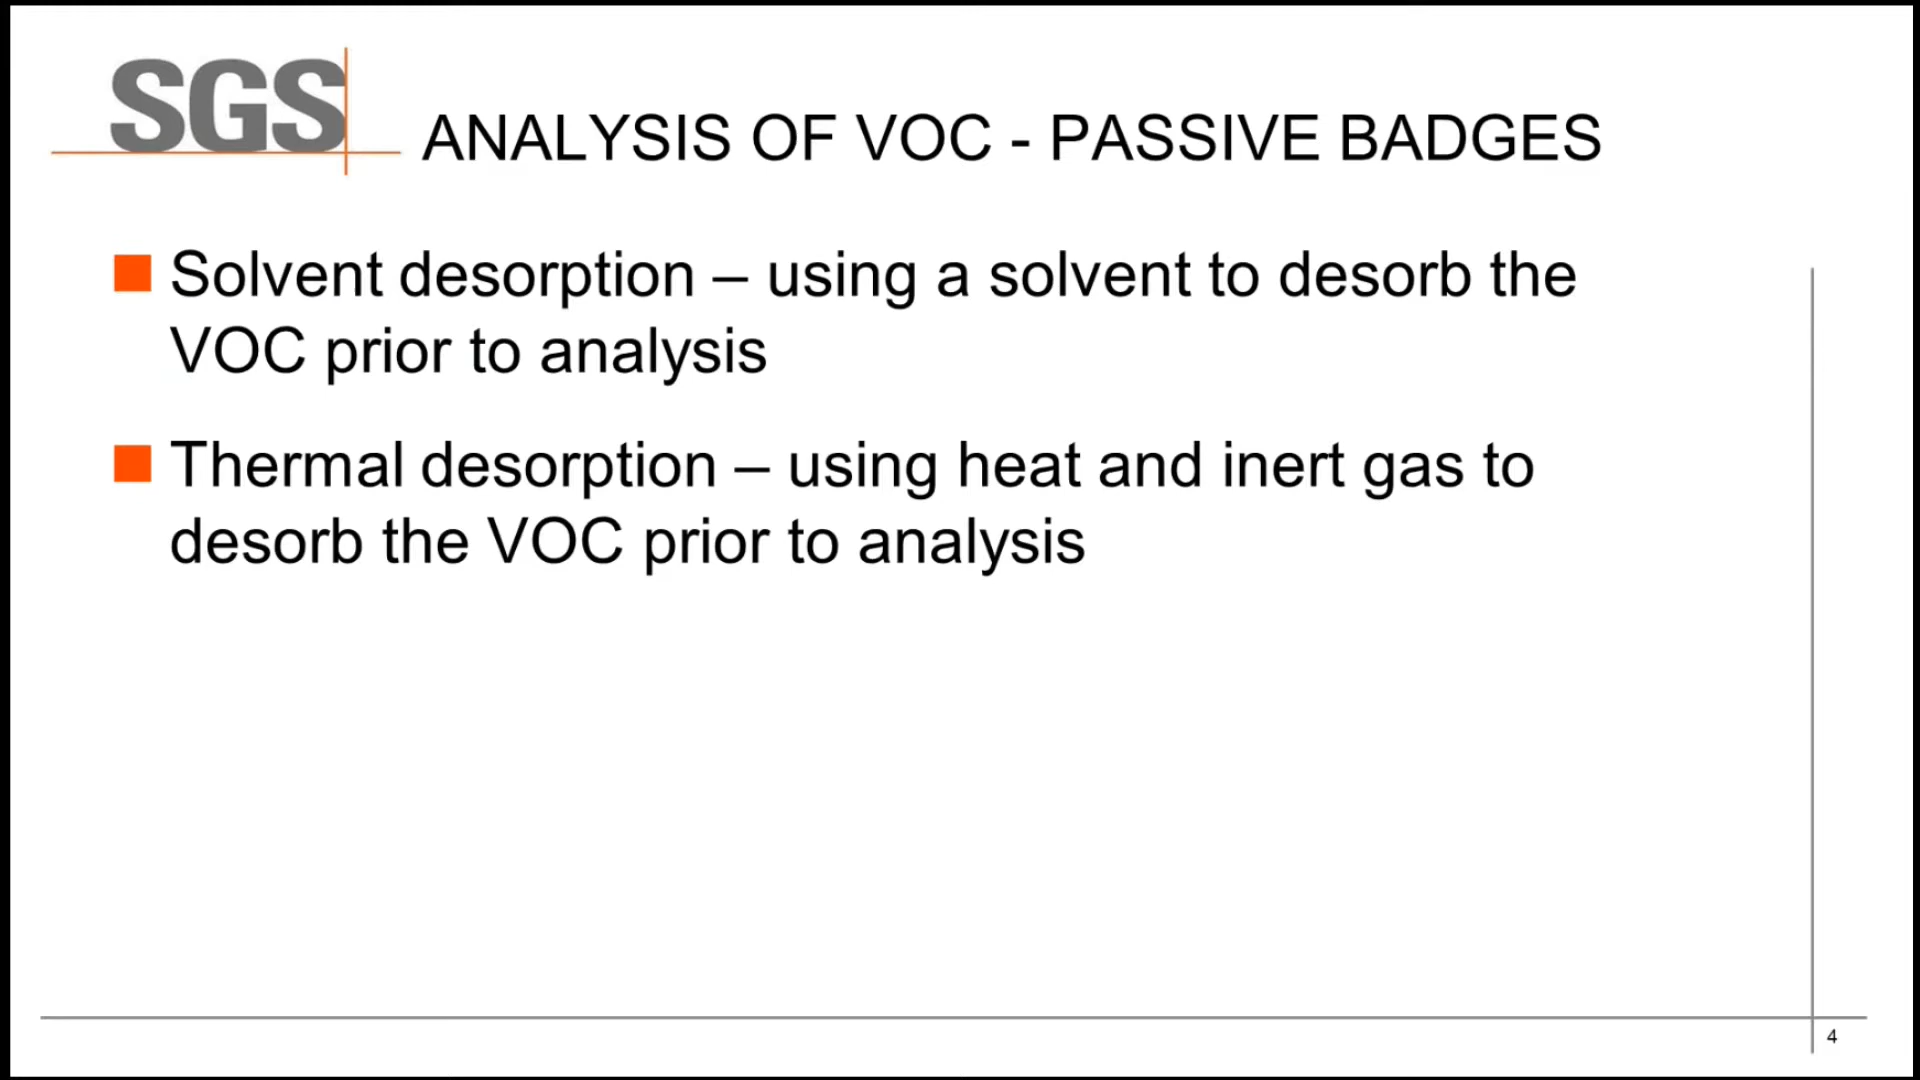 SGS
ANALYSIS OF VOC - PASSIVE BADGES
Solvent desorption – using a solvent to desorb the
VOC prior to analysis
Thermal desorption – using heat and inert gas to
desorb the VOC prior to analysis
4